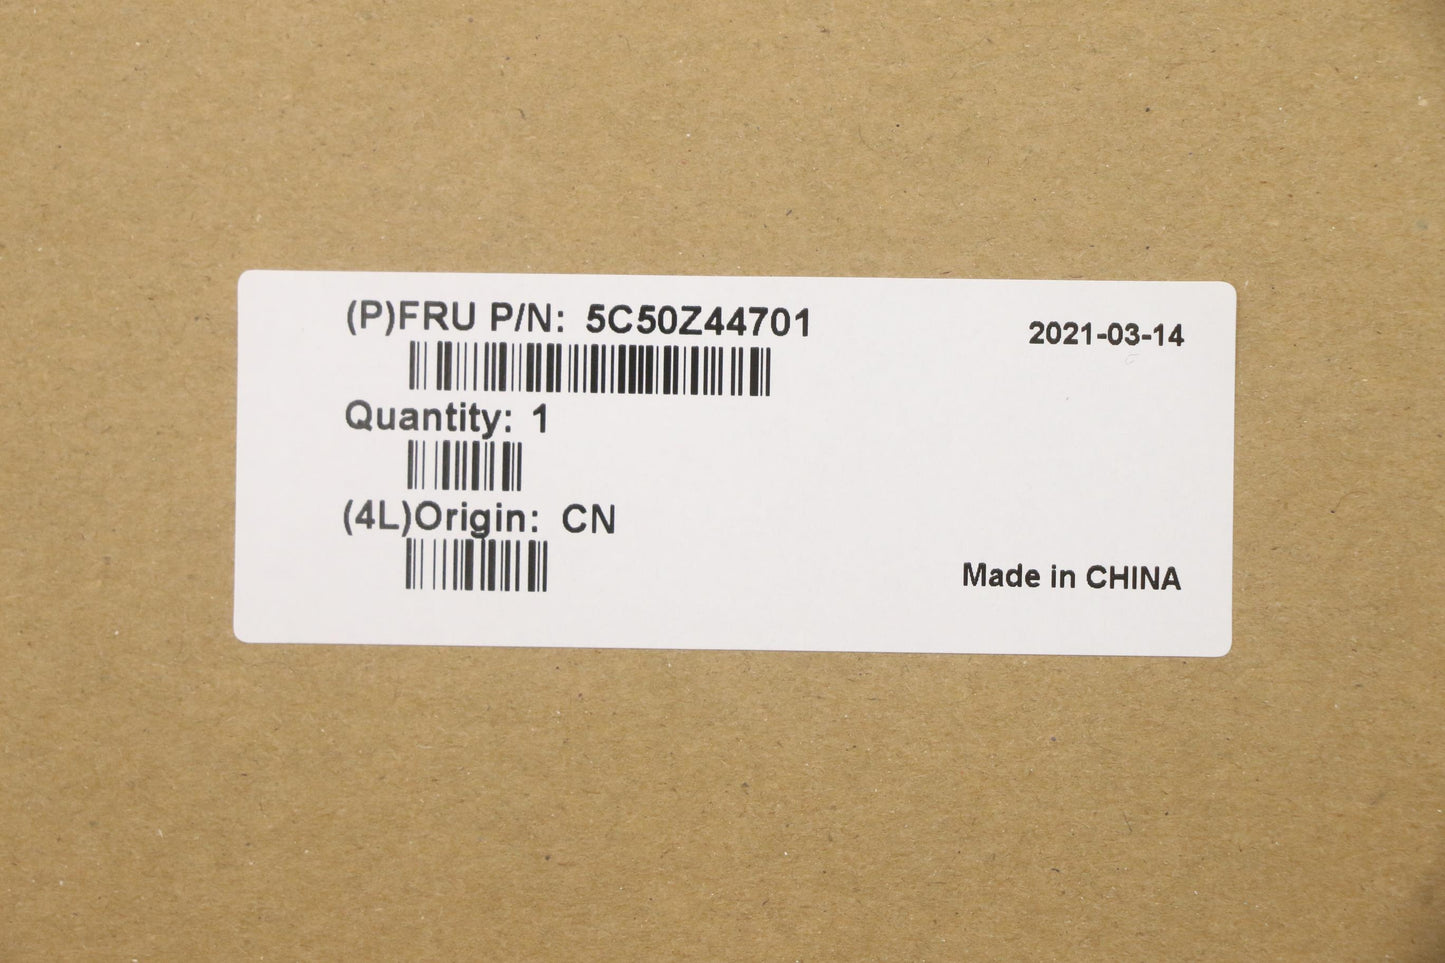 (P)FRU P/N: 5C50Z44701
2021-03-14
Quantity: 1
(4L)Origin: CN
Made in CHINA